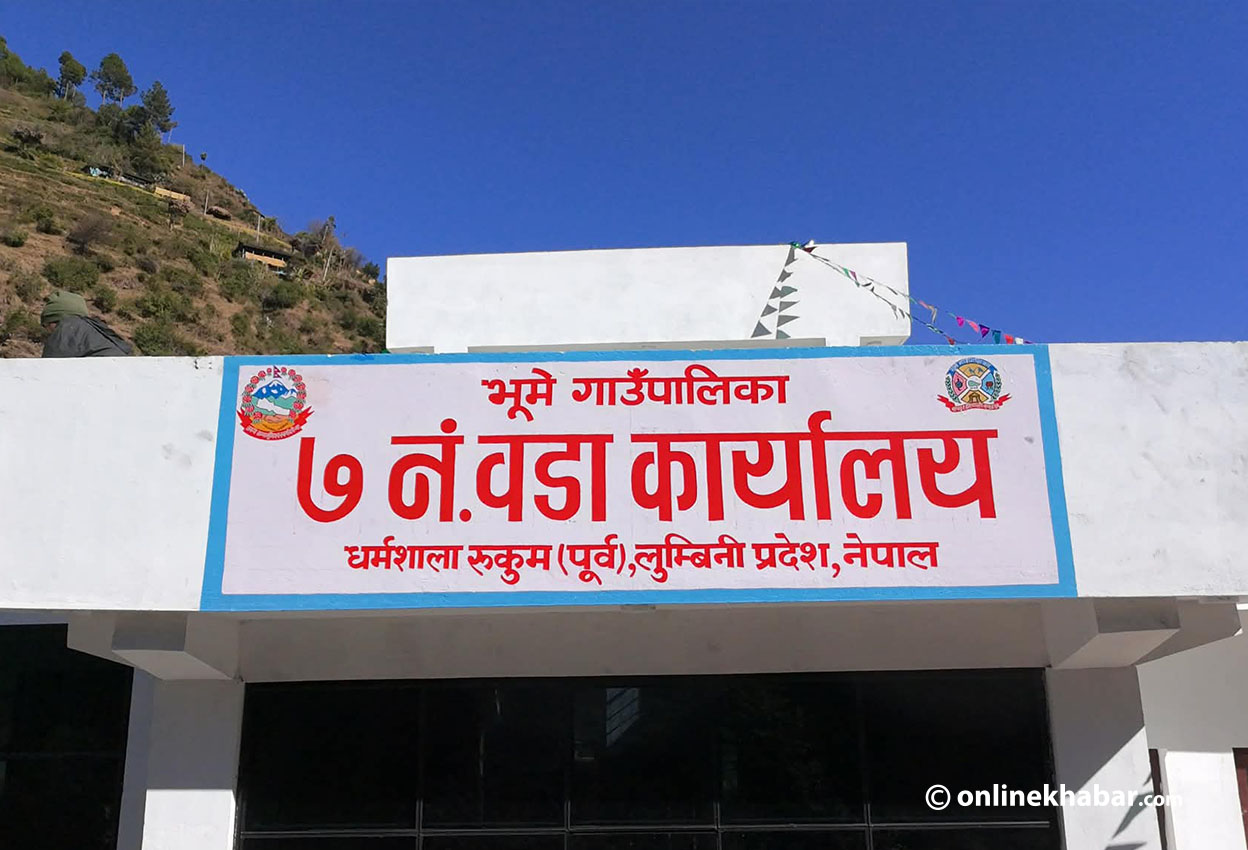 भूमे गाउँपालिका
७ नं.वडा कार्यालय
धर्मशाला रुकुम (पूर्व),लुम्बिनी प्रदेश,नेपाल
© onlinekhabar.com